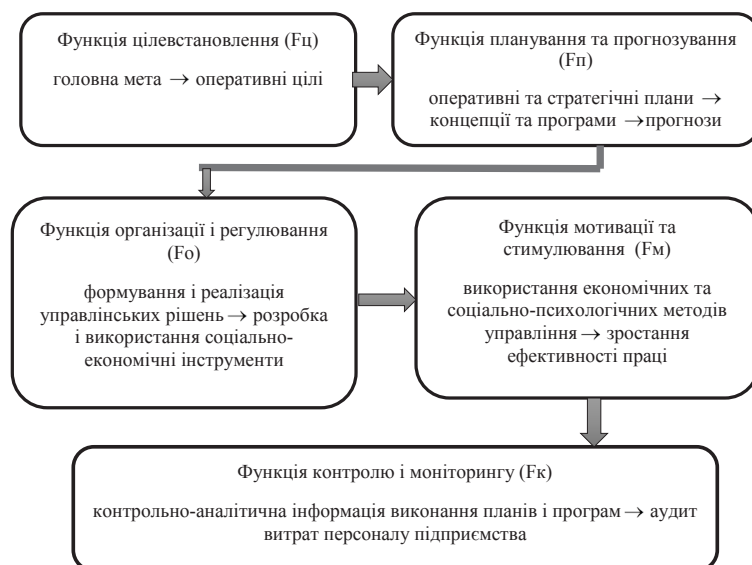 Функція цілевстановлення (Fц)
головна мета → оперативні цілі
Функція планування та прогнозування
(Fп)
оперативні та стратегічні плани →
концепції та програми →прогнози
Функція організації і регулювання
(Fо)
формування і реалізація
управлінських рішень → розробка
і використання соціально-
економічні інструменти
Функція мотивації та
стимулювання (Fм)
використання економічних та
соціально-психологічних методів
управління → зростання
ефективності праці
Функція контролю і моніторингу (Fк)
контрольно-аналітична інформація виконання планів і програм → аудит
витрат персоналу підприємства